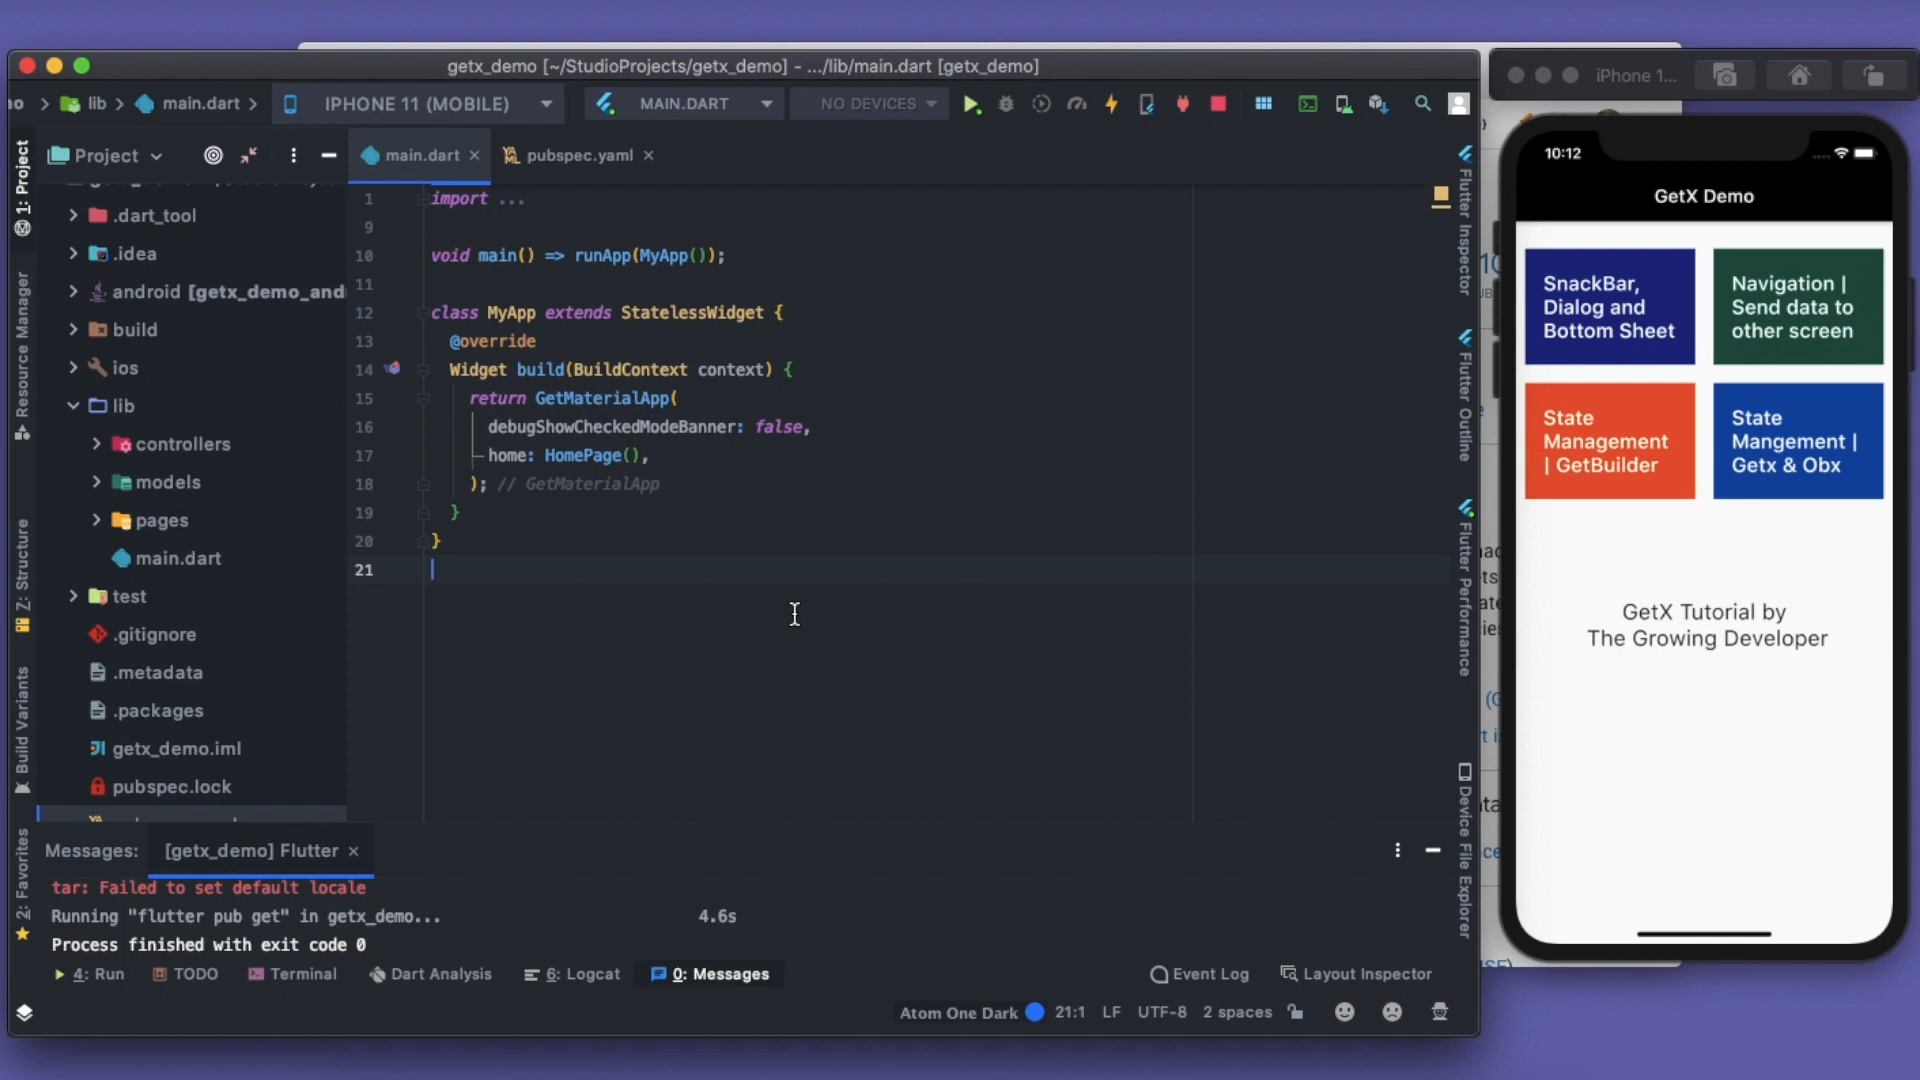 getx_demo [~/StudioProjects/getx_demo] - .../lib/main.dart [getx_demo]
lib
main.dart
IPHONE 11 (MOBILE)
MAIN.DART
NO DEVICES
1: Project
Resource Manager
Z: Structure
Build Variants
2: Favorites
Project
.dart_tool
.idea
android [getx_demo_and
build
ios
lib
controllers
models
pages
main.dart
test
.gitignore
.metadata
.packages
getx_demo.iml
pubspec.lock
main.dart
pubspec.yaml
1 import ...
9
10 void main() => runApp(MyApp());
11
12 class MyApp extends StatelessWidget {
13 @override
14 Widget build(BuildContext context) {
15 return GetMaterialApp(
16 debugShowCheckedModeBanner: false,
17 home: HomePage(),
18 ); // GetMaterialApp
19 }
20 }
21
Flutter Inspector
Flutter Outline
Flutter Performance
Device File Explorer
Messages:
[getx_demo] Flutter
tar: Failed to set default locale
Running "flutter pub get" in getx_demo... 4.6s
Process finished with exit code 0
4: Run
TODO
Terminal
Dart Analysis
6: Logcat
0: Messages
Event Log
Layout Inspector
Atom One Dark
21:1
LF
UTF-8
2 spaces
iPhone 1...
10:12
GetX Demo
SnackBar,
Dialog and
Bottom Sheet
Navigation |
Send data to
other screen
State
Management
| GetBuilder
State
Mangement |
Getx & Obx
GetX Tutorial by
The Growing Developer